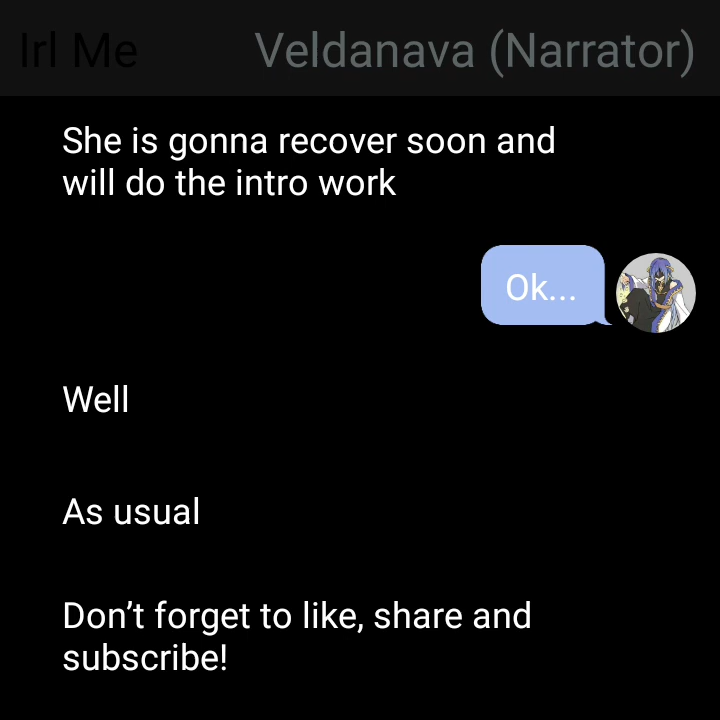 Irl Me Veldanava (Narrator)
She is gonna recover soon and
will do the intro work
Ok...
Well
As usual
Don’t forget to like, share and
subscribe!